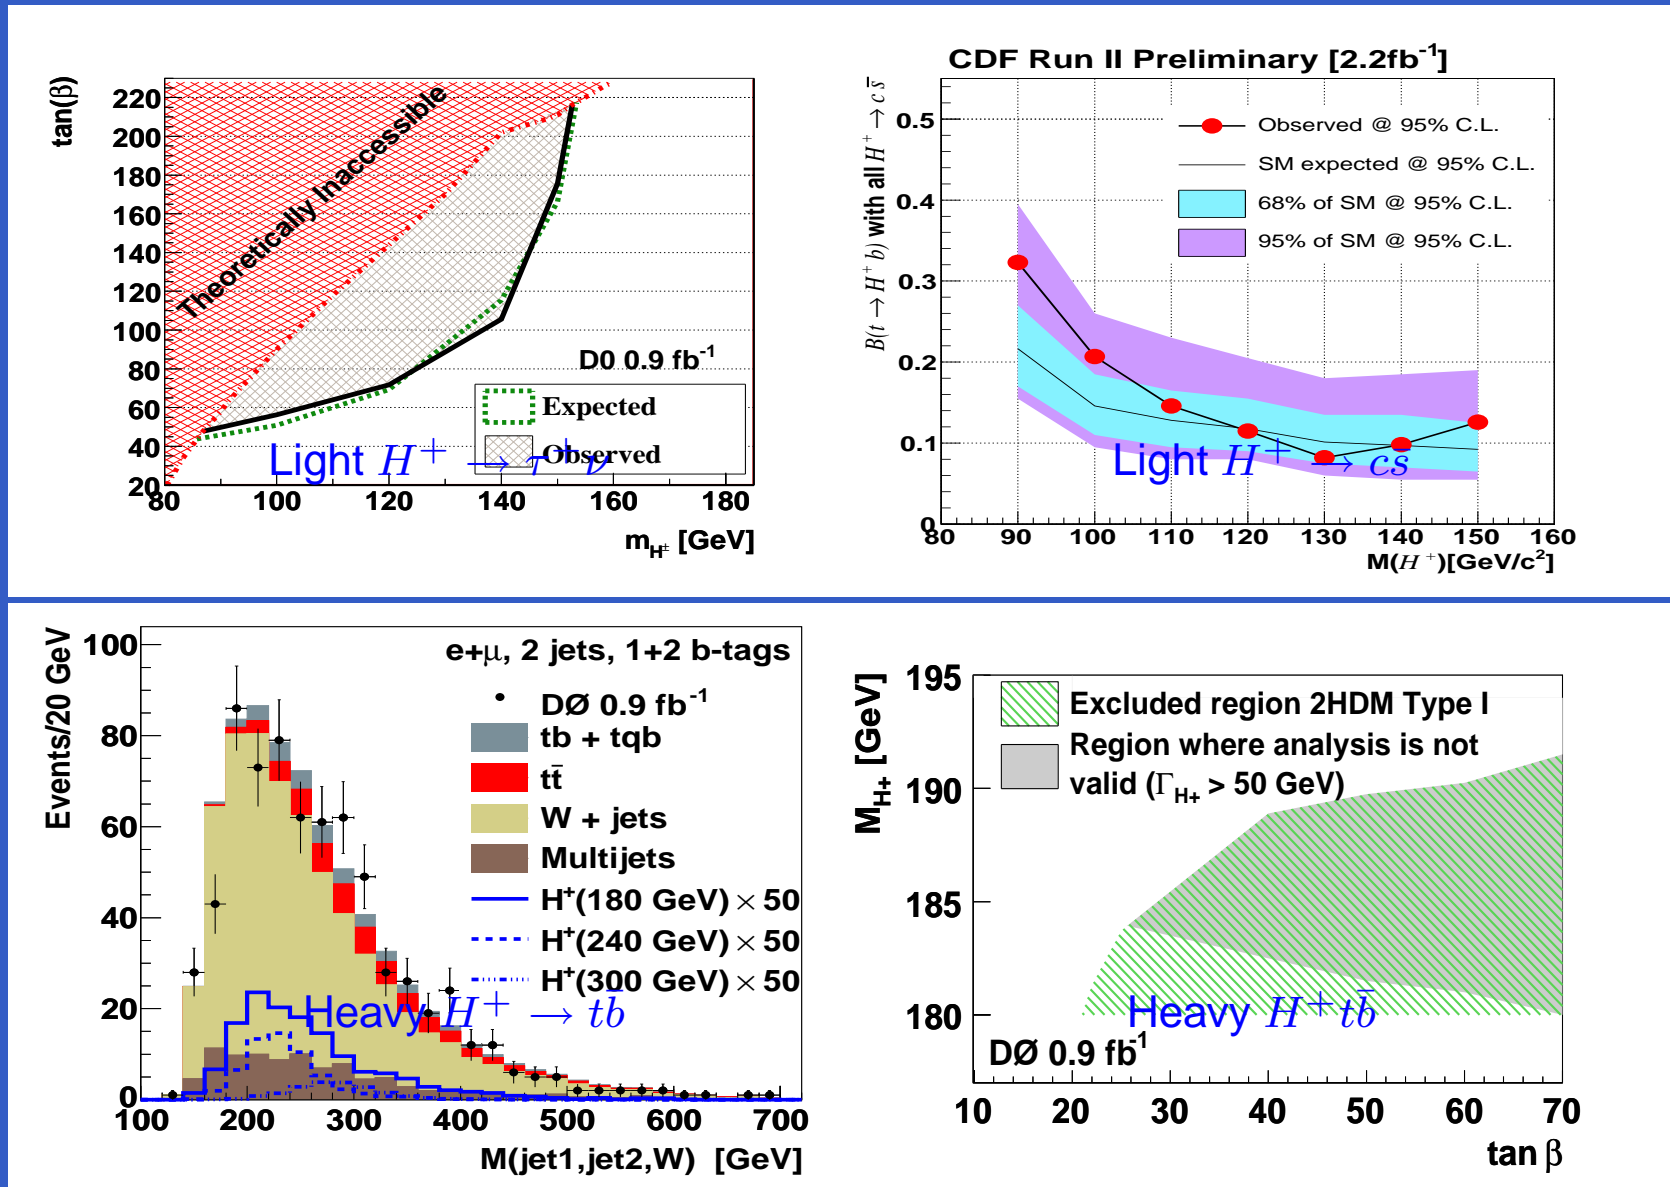 tan(β)
220
200
180
160
140
120
100
80
60
40
20
Theoretically Inaccessible
D0 0.9 fb⁻¹
Expected
Observed
Light H⁺ → τ⁺ν
80 100 120 140 160 180
m_H± [GeV]
CDF Run II Preliminary [2.2fb⁻¹]
B(t → H⁺ b) with all H⁺ → c s̄
0.5
0.4
0.3
0.2
0.1
0
Observed @ 95% C.L.
SM expected @ 95% C.L.
68% of SM @ 95% C.L.
95% of SM @ 95% C.L.
Light H⁺ → cs̄
80 90 100 110 120 130 140 150 160
M(H⁺)[GeV/c²]
Events/20 GeV
100
80
60
40
20
0
e+μ, 2 jets, 1+2 b-tags
DØ 0.9 fb⁻¹
tb + tqb
tt̄
W + jets
Multijets
H⁺(180 GeV) × 50
H⁺(240 GeV) × 50
H⁺(300 GeV) × 50
Heavy H⁺ → tb̄
100 200 300 400 500 600 700
M(jet1,jet2,W) [GeV]
M_H+ [GeV]
195
190
185
180
Excluded region 2HDM Type I
Region where analysis is not
valid (Γ_H+ > 50 GeV)
Heavy H⁺tb̄
DØ 0.9 fb⁻¹
10 20 30 40 50 60 70
tan β